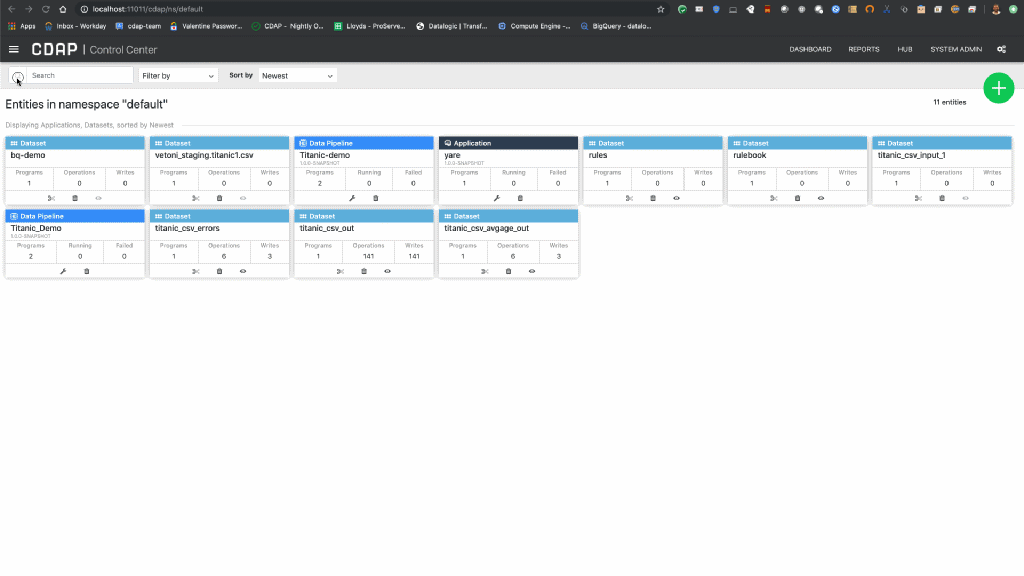 localhost:11011/cdap/ns/default
Apps Inbox - Workday cdap-team Valentine Passwor... CDAP - Nightly O... Lloyds - ProServe... Datalogic | Transf... Compute Engine -... BigQuery - datalo...
CDAP | Control Center DASHBOARD REPORTS HUB SYSTEM ADMIN
Search Filter by Sort by Newest
Entities in namespace "default" 11 entities
Displaying Applications, Datasets, sorted by Newest
Dataset Dataset Data Pipeline Application Dataset Dataset Dataset
bq-demo vetoni_staging.titanic1.csv Titanic-demo yare rules rulebook titanic_csv_input_1
1.0.0-SNAPSHOT 1.0.0-SNAPSHOT
Programs Operations Writes Programs Operations Writes Programs Running Failed Programs Running Failed Programs Operations Writes Programs Operations Writes Programs Operations Writes
1 0 0 1 0 0 2 0 0 1 0 0 1 0 0 1 0 0 1 0 0
Data Pipeline Dataset Dataset Dataset
Titanic_Demo titanic_csv_errors titanic_csv_out titanic_csv_avgage_out
Programs Running Failed Programs Operations Writes Programs Operations Writes Programs Operations Writes
2 0 0 1 6 3 1 141 141 1 6 3